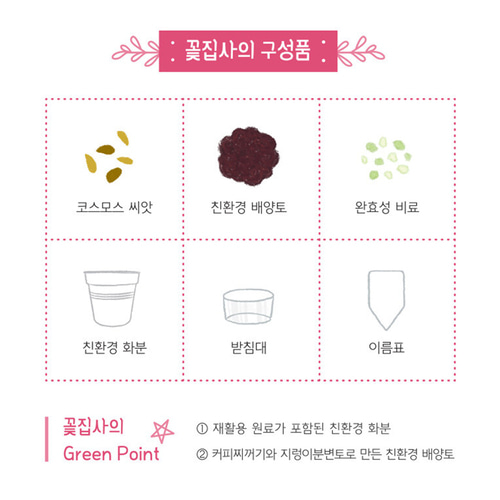 꽃집사의 구성품
코스모스 씨앗
친환경 배양토
완효성 비료
친환경 화분
받침대
이름표
꽃집사의
Green Point
① 재활용 원료가 포함된 친환경 화분
② 커피찌꺼기와 지렁이분변토로 만든 친환경 배양토